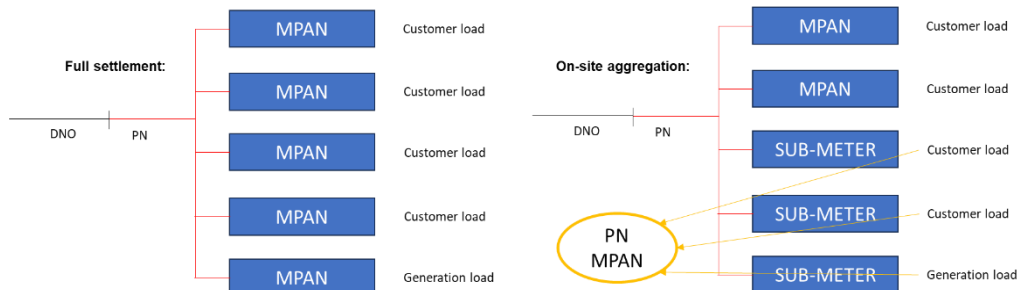 Full settlement:
DNO
PN
MPAN
Customer load
MPAN
Customer load
MPAN
Customer load
MPAN
Customer load
MPAN
Generation load
On-site aggregation:
DNO
PN
MPAN
Customer load
MPAN
Customer load
SUB-METER
Customer load
SUB-METER
Customer load
SUB-METER
Generation load
PN
MPAN